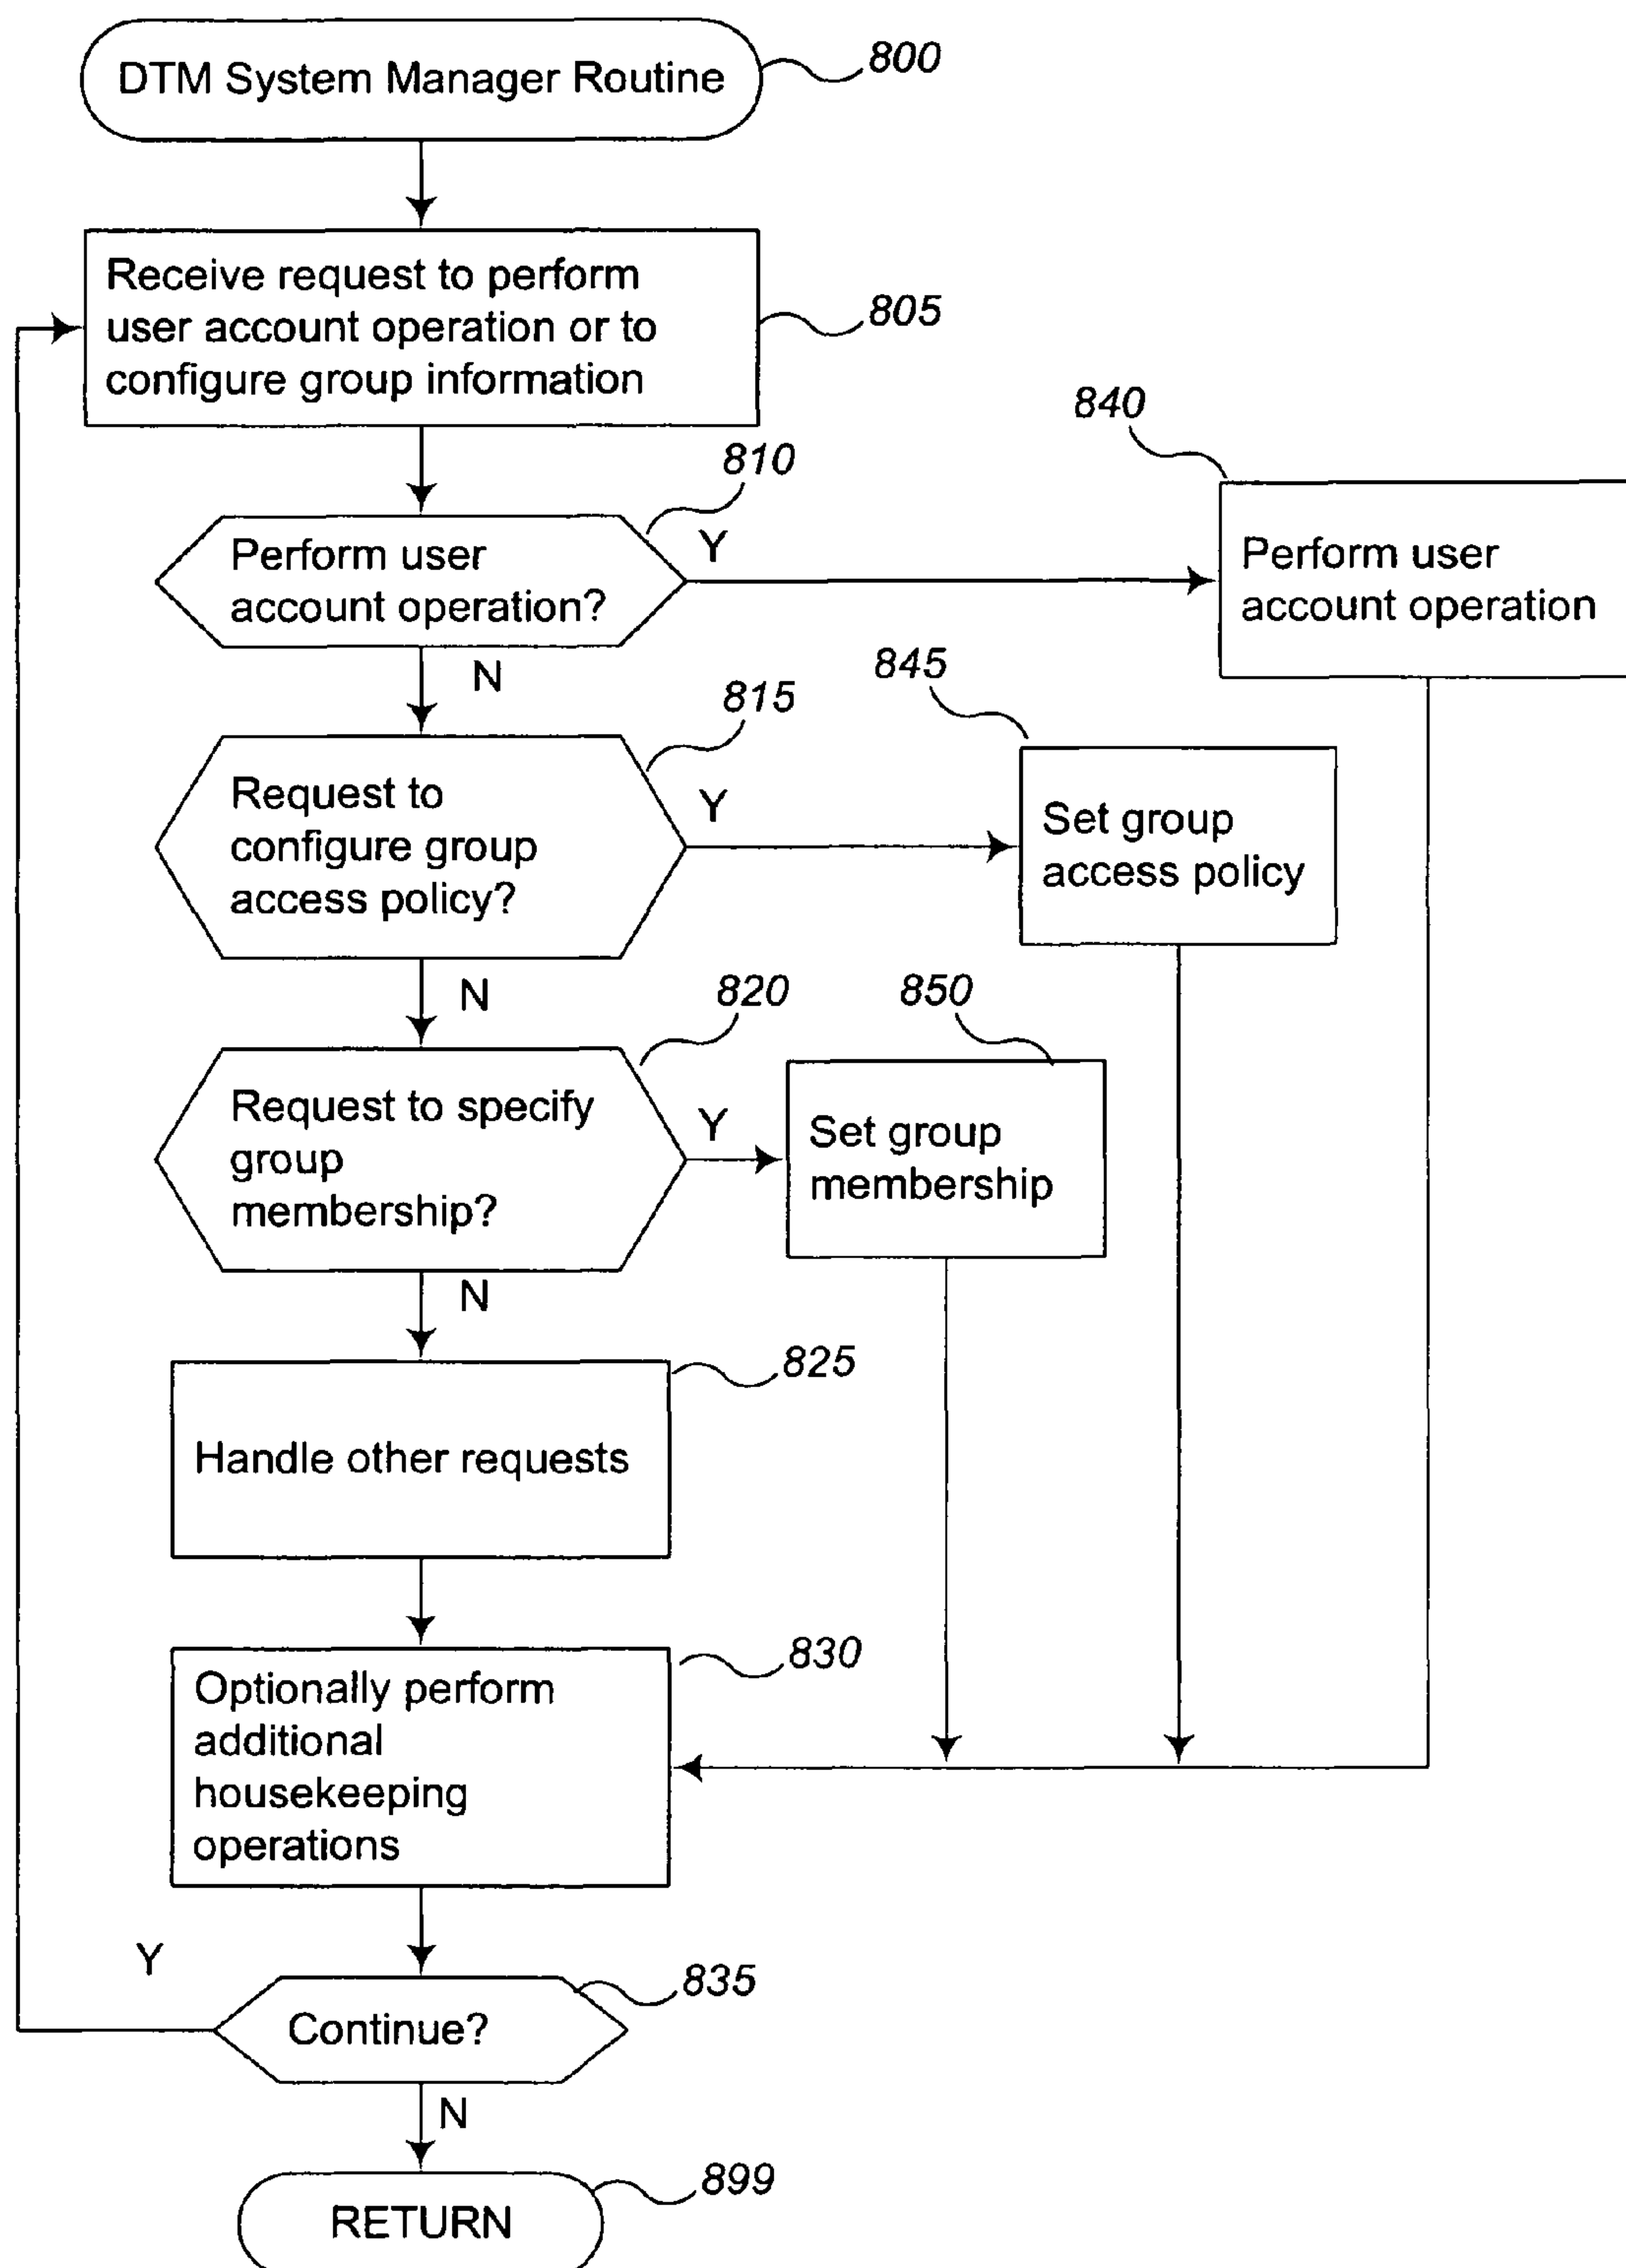 DTM System Manager Routine
800
Receive request to perform
user account operation or to
configure group information
805
810
Perform user
account operation?
Y
N
840
Perform user
account operation
815
Request to
configure group
access policy?
Y
N
845
Set group
access policy
820
Request to specify
group
membership?
Y
N
850
Set group
membership
825
Handle other requests
830
Optionally perform
additional
housekeeping
operations
Y
835
Continue?
N
899
RETURN